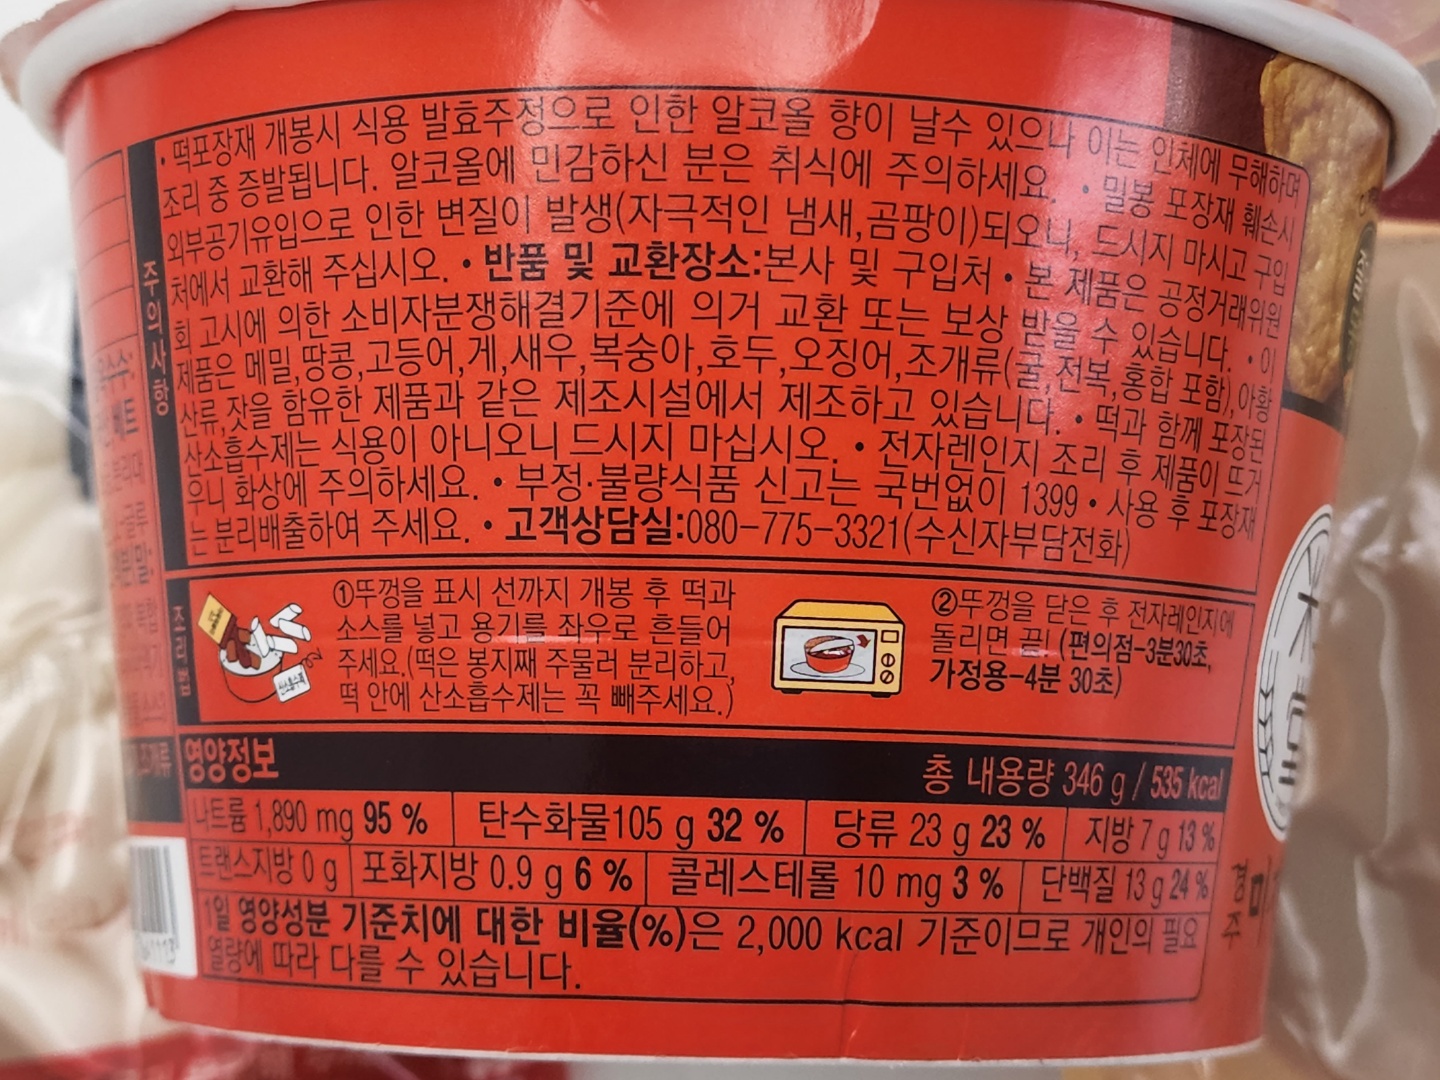 주의사항
• 떡포장재 개봉시 식용 발효주정으로 인한 알코올 향이 날수 있으나 이는 인체에 무해하며
조리 중 증발됩니다. 알코올에 민감하신 분은 취식에 주의하세요. • 밀봉 포장재 훼손시
외부공기유입으로 인한 변질이 발생(자극적인 냄새,곰팡이)되오니, 드시지 마시고 구입
처에서 교환해 주십시오. • 반품 및 교환장소:본사 및 구입처 • 본 제품은 공정거래위원
회 고시에 의한 소비자분쟁해결기준에 의거 교환 또는 보상 받을 수 있습니다. • 이
제품은 메밀,땅콩,고등어,게,새우,복숭아,호두,오징어,조개류(굴,전복,홍합 포함),아황
산류,잣을 함유한 제품과 같은 제조시설에서 제조하고 있습니다. • 떡과 함께 포장된
산소흡수제는 식용이 아니오니드시지 마십시오. • 전자렌인지 조리 후 제품이 뜨거
우니 화상에 주의하세요. • 부정·불량식품 신고는 국번없이 1399 • 사용 후 포장재
는 분리배출하여 주세요. • 고객상담실:080-775-3321(수신자부담전화)
조리방법
①뚜껑을 표시 선까지 개봉 후 떡과
소스를 넣고 용기를 좌우로 흔들어
주세요.(떡은 봉지째 주물러 분리하고,
떡 안에 산소흡수제는 꼭 빼주세요.)
산소흡수제
②뚜껑을 닫은 후 전자레인지에
돌리면 끝! (편의점-3분30초,
가정용-4분 30초)
영양정보 총 내용량 346 g / 535 kcal
나트륨 1,890 mg 95 % 탄수화물105 g 32 % 당류 23 g 23 % 지방 7 g 13 %
트랜스지방 0 g 포화지방 0.9 g 6 % 콜레스테롤 10 mg 3 % 단백질 13 g 24 %
1일 영양성분 기준치에 대한 비율(%)은 2,000 kcal 기준이므로 개인의 필요
열량에 따라 다를 수 있습니다.